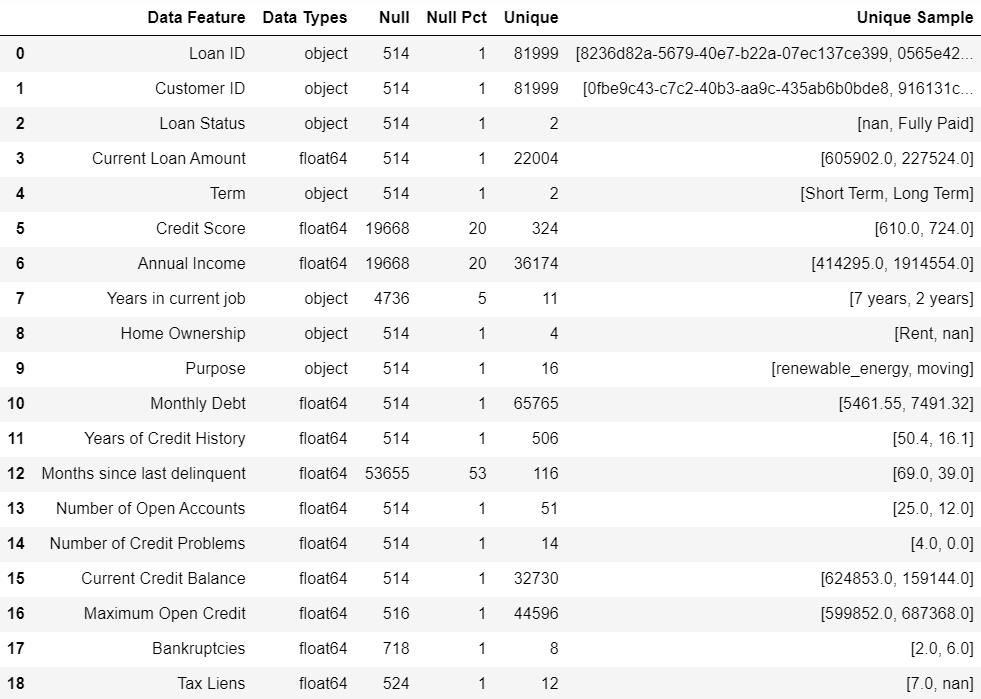 Data Feature Data Types Null Null Pct Unique Unique Sample
0 Loan ID object 514 1 81999 [8236d82a-5679-40e7-b22a-07ec137ce399, 0565e42...
1 Customer ID object 514 1 81999 [0fbe9c43-c7c2-40b3-aa9c-435ab6b0bde8, 916131c...
2 Loan Status object 514 1 2 [nan, Fully Paid]
3 Current Loan Amount float64 514 1 22004 [605902.0, 227524.0]
4 Term object 514 1 2 [Short Term, Long Term]
5 Credit Score float64 19668 20 324 [610.0, 724.0]
6 Annual Income float64 19668 20 36174 [414295.0, 1914554.0]
7 Years in current job object 4736 5 11 [7 years, 2 years]
8 Home Ownership object 514 1 4 [Rent, nan]
9 Purpose object 514 1 16 [renewable_energy, moving]
10 Monthly Debt float64 514 1 65765 [5461.55, 7491.32]
11 Years of Credit History float64 514 1 506 [50.4, 16.1]
12 Months since last delinquent float64 53655 53 116 [69.0, 39.0]
13 Number of Open Accounts float64 514 1 51 [25.0, 12.0]
14 Number of Credit Problems float64 514 1 14 [4.0, 0.0]
15 Current Credit Balance float64 514 1 32730 [624853.0, 159144.0]
16 Maximum Open Credit float64 516 1 44596 [599852.0, 687368.0]
17 Bankruptcies float64 718 1 8 [2.0, 6.0]
18 Tax Liens float64 524 1 12 [7.0, nan]